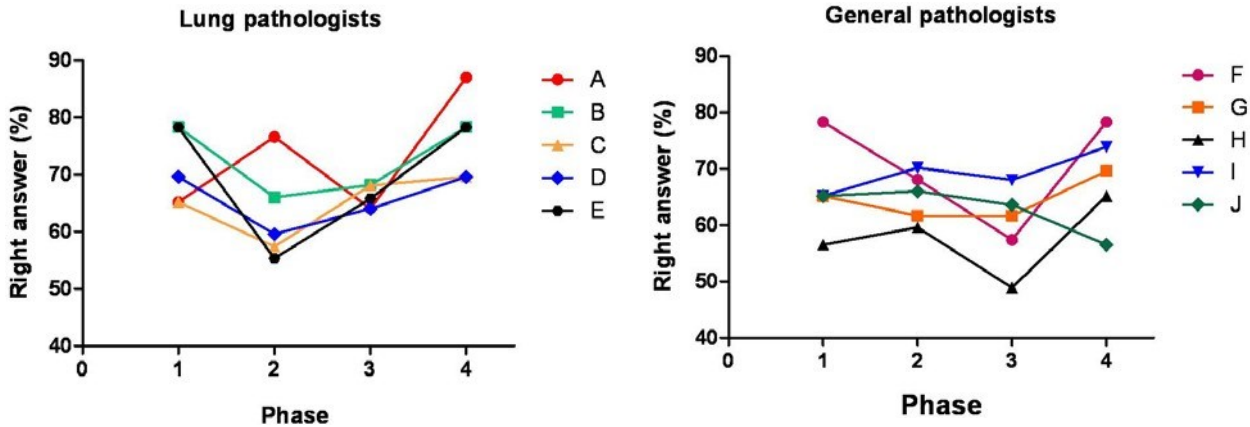 Lung pathologists
Right answer (%)
90
80
70
60
50
40
0
1
2
3
4
Phase
A
B
C
D
E
General pathologists
Right answer (%)
90
80
70
60
50
40
0
1
2
3
4
Phase
F
G
H
I
J